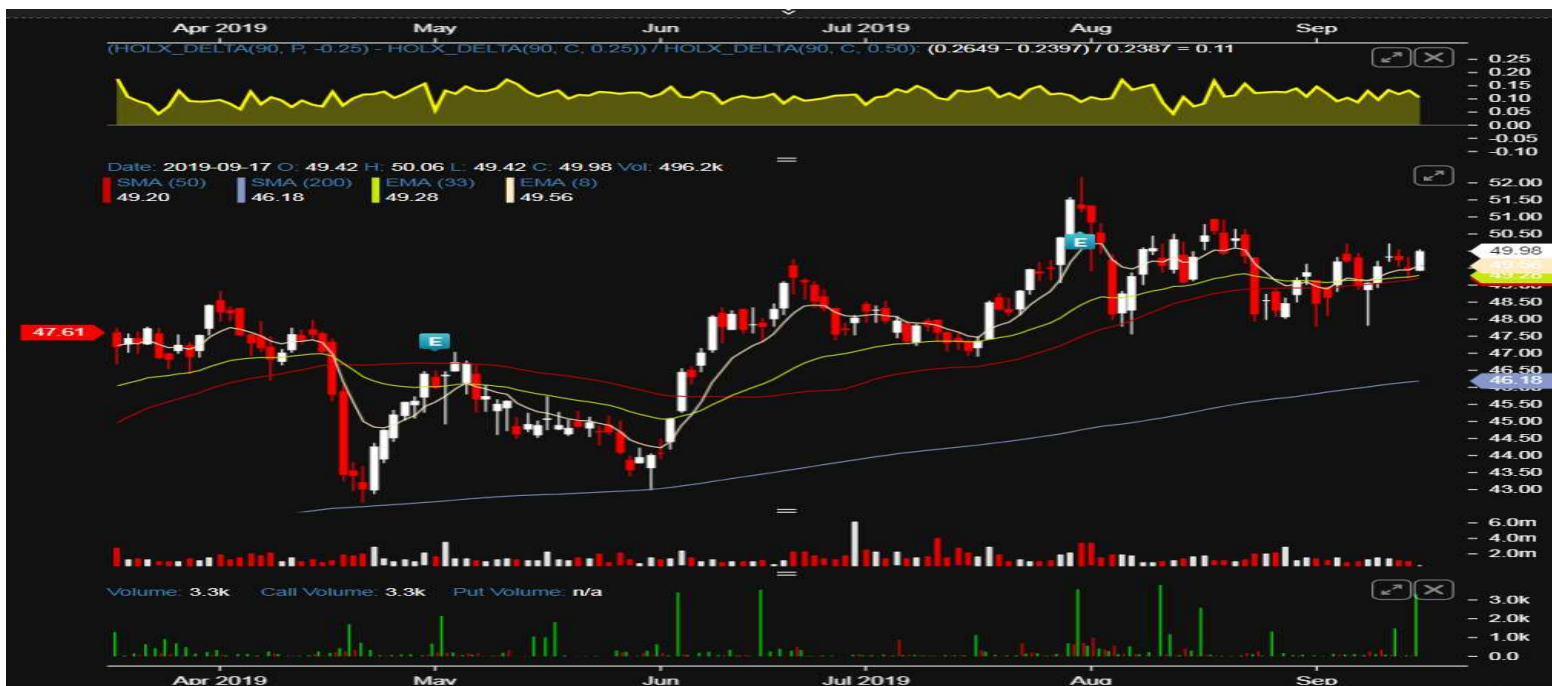 Apr 2019 May Jun Jul 2019 Aug Sep
(HOLX_DELTA(90, P, -0.25) - HOLX_DELTA(90, C, 0.25)) / HOLX_DELTA(90, C, 0.50): (0.2649 - 0.2397) / 0.2387 = 0.11
0.25
0.20
0.15
0.10
0.05
0.00
-0.05
-0.10
Date: 2019-09-17 O: 49.42 H: 50.06 L: 49.42 C: 49.98 Vol: 496.2k
SMA (50) SMA (200) EMA (33) EMA (8)
49.20 46.18 49.28 49.56
52.00
51.50
51.00
50.50
49.98
49.56
49.28
48.50
47.61
48.00
47.50
47.00
46.50
46.18
45.50
45.00
44.50
44.00
43.50
43.00
E
E
6.0m
4.0m
2.0m
Volume: 3.3k Call Volume: 3.3k Put Volume: n/a
3.0k
2.0k
1.0k
0.0
Apr 2019 May Jun Jul 2019 Aug Sep